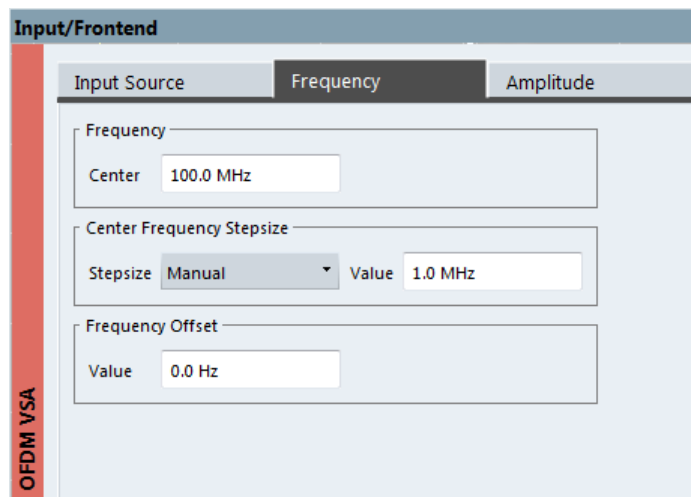 Input/Frontend
Input Source Frequency Amplitude
Frequency
Center 100.0 MHz
Center Frequency Stepsize
Stepsize Manual Value 1.0 MHz
Frequency Offset
Value 0.0 Hz
OFDM VSA